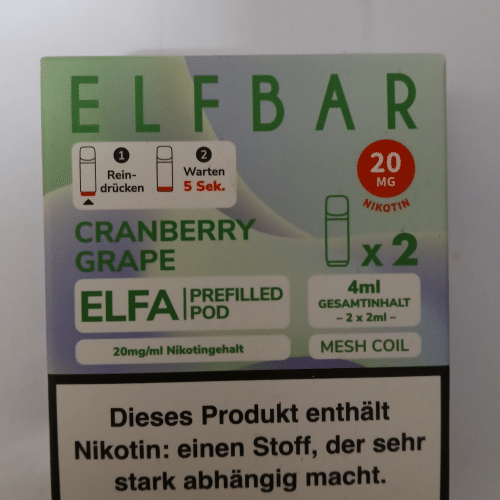 ELFBAR
1
Rein-
drücken
2
Warten
5 Sek.
20
MG
NIKOTIN
CRANBERRY
GRAPE
x 2
ELFA
PREFILLED
POD
4ml
GESAMTINHALT
– 2 x 2ml –
20mg/ml Nikotingehalt
MESH COIL
Dieses Produkt enthält
Nikotin: einen Stoff, der sehr
stark abhängig macht.